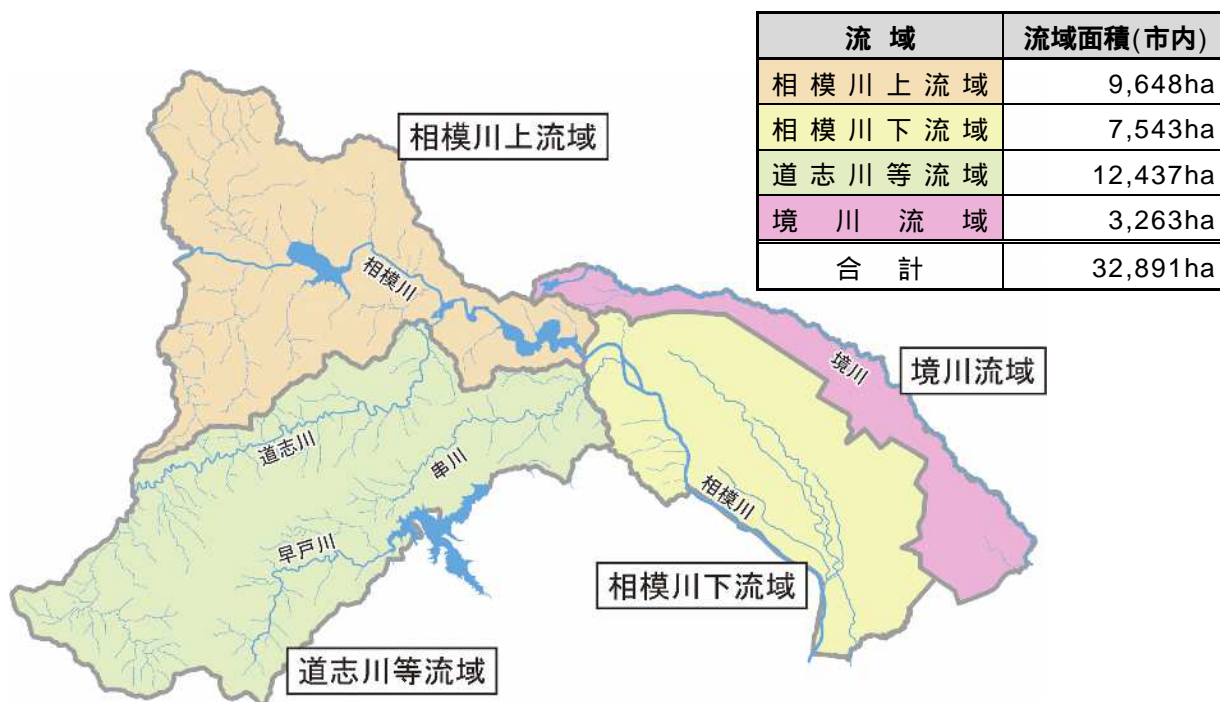 流域 流域面積(市内)
相模川上流域 9,648ha
相模川下流域 7,543ha
道志川等流域 12,437ha
境川流域 3,263ha
合計 32,891ha
相模川上流域
相模川
境川
境川流域
道志川
串川
相模川
早戸川
相模川下流域
道志川等流域